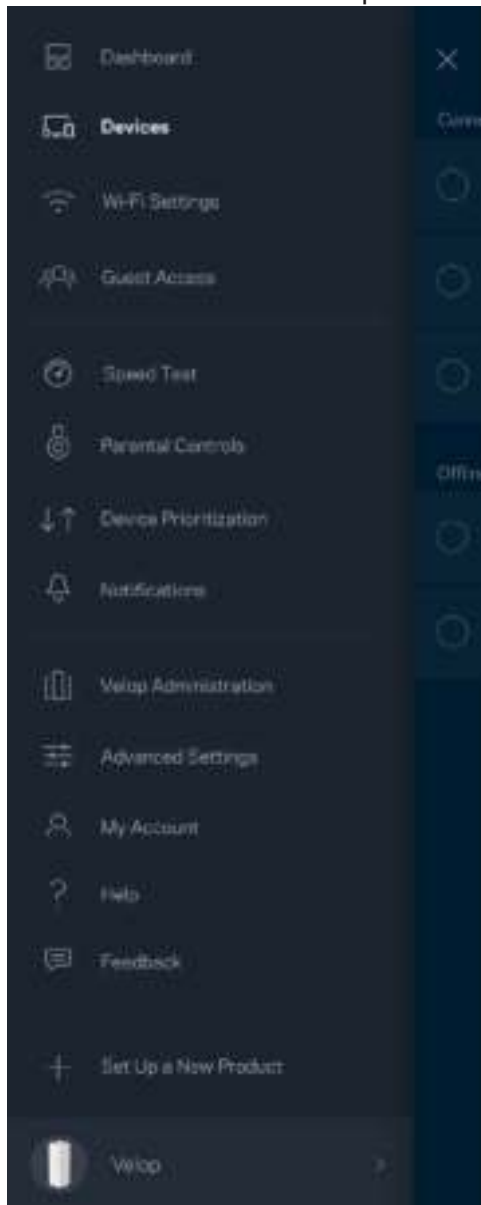 Dashboard
Devices
Wi-Fi Settings
Guest Access
Speed Test
Parental Controls
Device Prioritization
Notifications
Velop Administration
Advanced Settings
My Account
Help
Feedback
Set Up a New Product
Velop